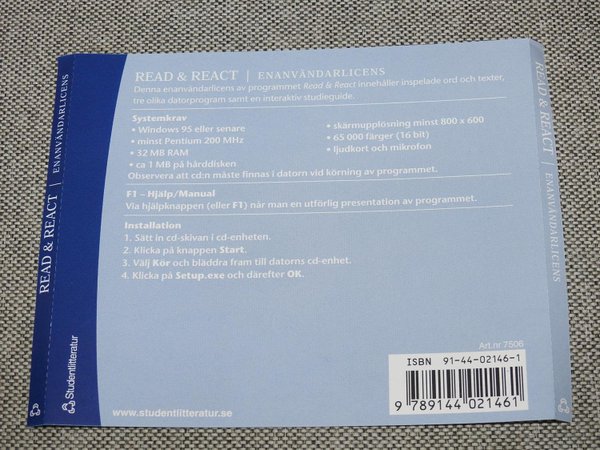 READ & REACT | ENANVÄNDARLICENS
Denna enanvändarlicens av programmet Read & React innehåller inspelade ord och texter,
tre olika datorprogram samt en interaktiv studieguide.
Systemkrav
• Windows 95 eller senare
• minst Pentium 200 MHz
• 32 MB RAM
• ca 1 MB på hårddisken
• skärmupplösning minst 800 x 600
• 65 000 färger (16 bit)
• ljudkort och mikrofon
Observera att cd:n måste finnas i datorn vid körning av programmet.
F1 – Hjälp/Manual
Via hjälpknappen (eller F1) når man en utförlig presentation av programmet.
Installation
1. Sätt in cd-skivan i cd-enheten.
2. Klicka på knappen Start.
3. Välj Kör och bläddra fram till datorns cd-enhet.
4. Klicka på Setup.exe och därefter OK.
Art.nr 7506
ISBN 91-44-02146-1
9 789144 021461
www.studentlitteratur.se
READ & REACT | ENANVÄNDARLICENS
Studentlitteratur
READ & REACT | ENANVÄNDARLICENS